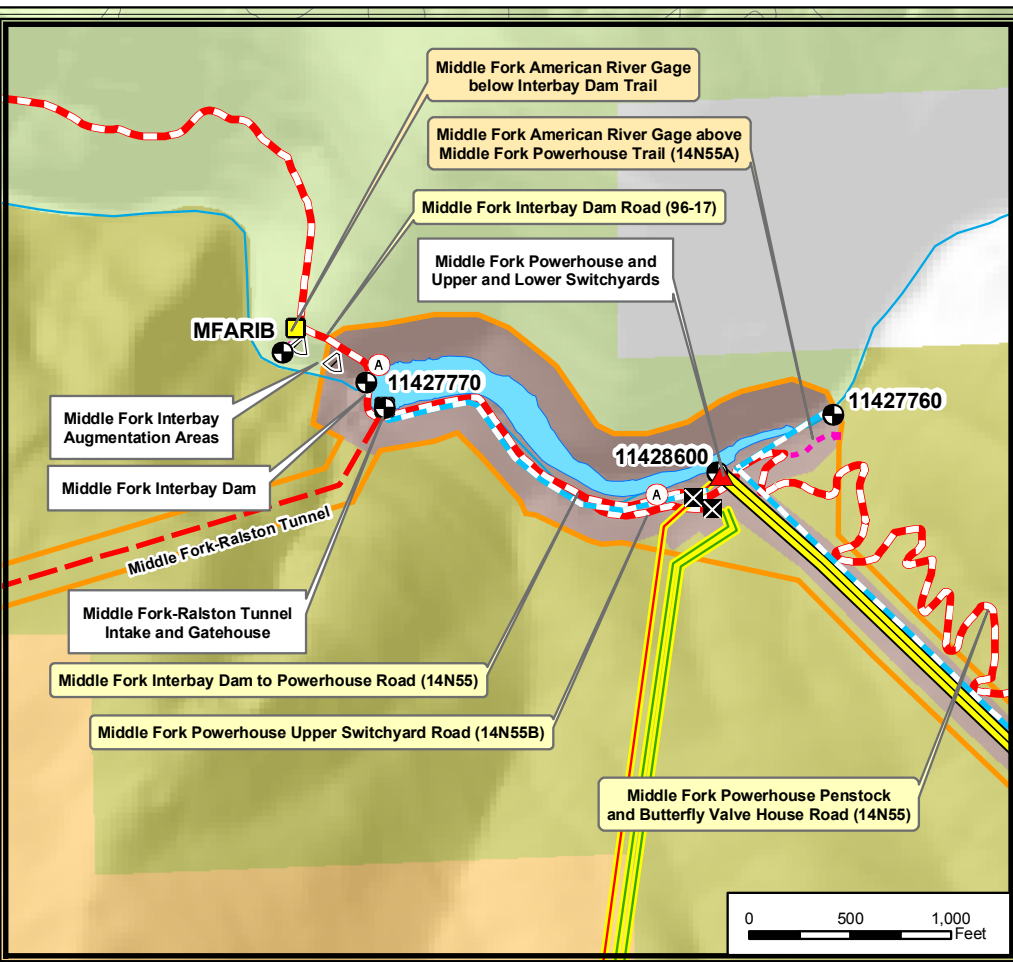 Middle Fork American River Gage
below Interbay Dam Trail
Middle Fork American River Gage above
Middle Fork Powerhouse Trail (14N55A)
Middle Fork Interbay Dam Road (96-17)
Middle Fork Powerhouse and
Upper and Lower Switchyards
MFARIB
A
11427770
11427760
Middle Fork Interbay
Augmentation Areas
11428600
Middle Fork Interbay Dam
A
Middle Fork-Ralston Tunnel
Middle Fork-Ralston Tunnel
Intake and Gatehouse
Middle Fork Interbay Dam to Powerhouse Road (14N55)
Middle Fork Powerhouse Upper Switchyard Road (14N55B)
Middle Fork Powerhouse Penstock
and Butterfly Valve House Road (14N55)
0 500 1,000
Feet